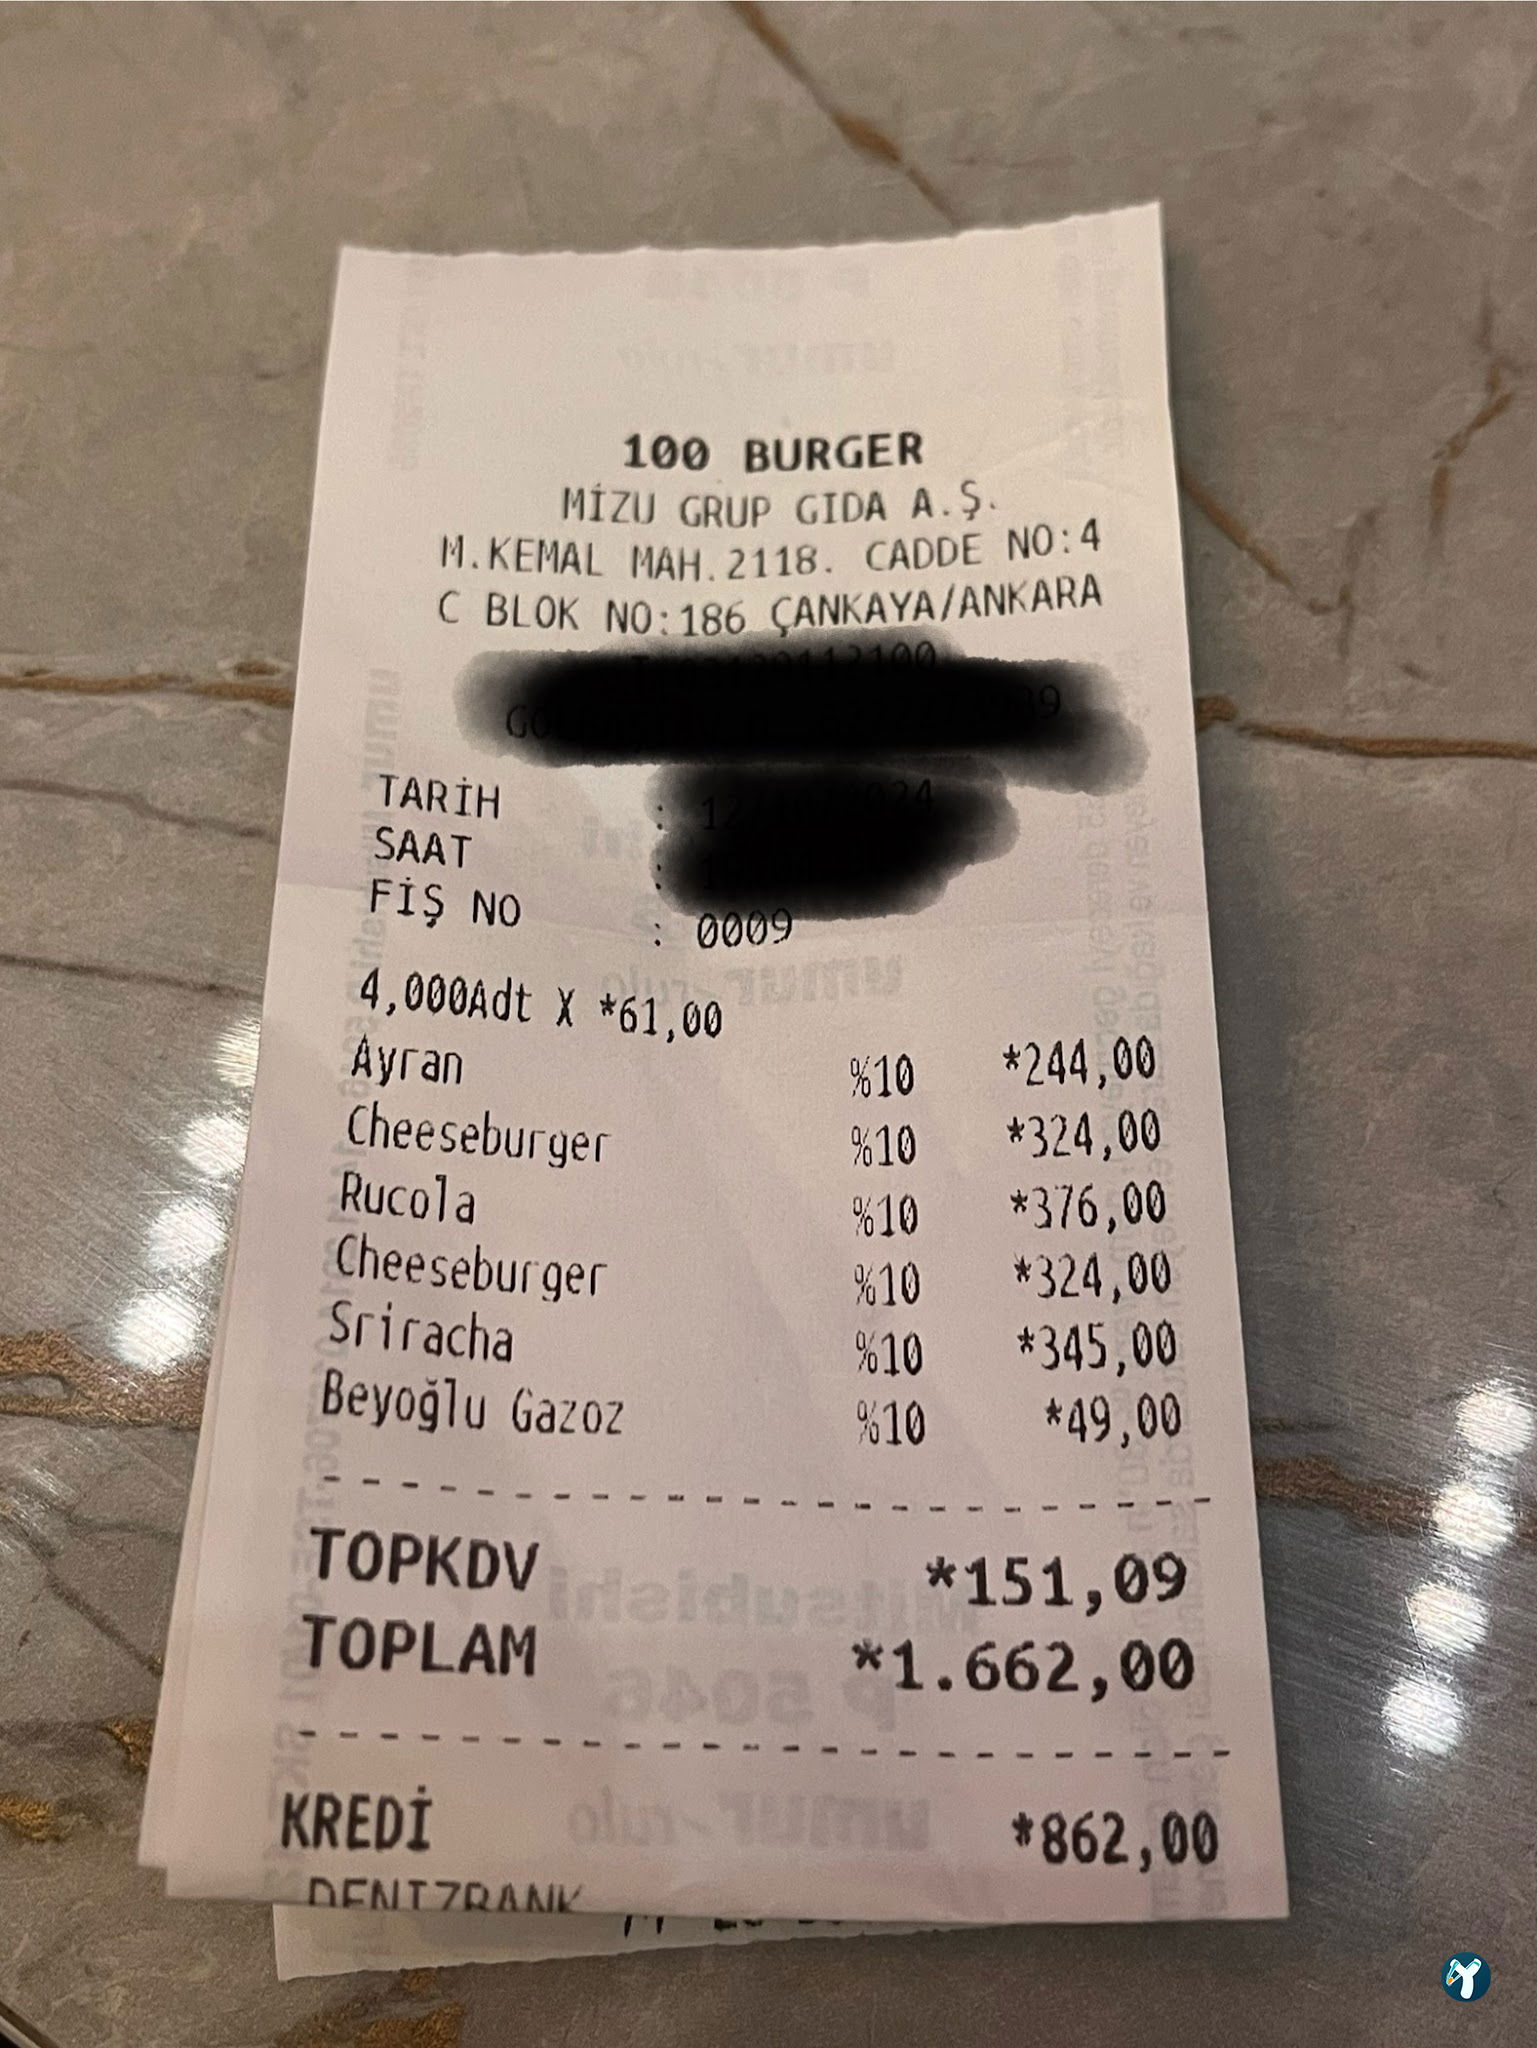 100 BURGER
MİZU GRUP GIDA A.Ş.
M.KEMAL MAH.2118. CADDE NO:4
C BLOK NO:186 ÇANKAYA/ANKARA
TARİH :
SAAT :
FİŞ NO : 0009
4,000Adt X *61,00
Ayran %10 *244,00
Cheeseburger %10 *324,00
Rucola %10 *376,00
Cheeseburger %10 *324,00
Sriracha %10 *345,00
Beyoğlu Gazoz %10 *49,00
TOPKDV *151,09
TOPLAM *1.662,00
KREDİ *862,00
DENİZBANK